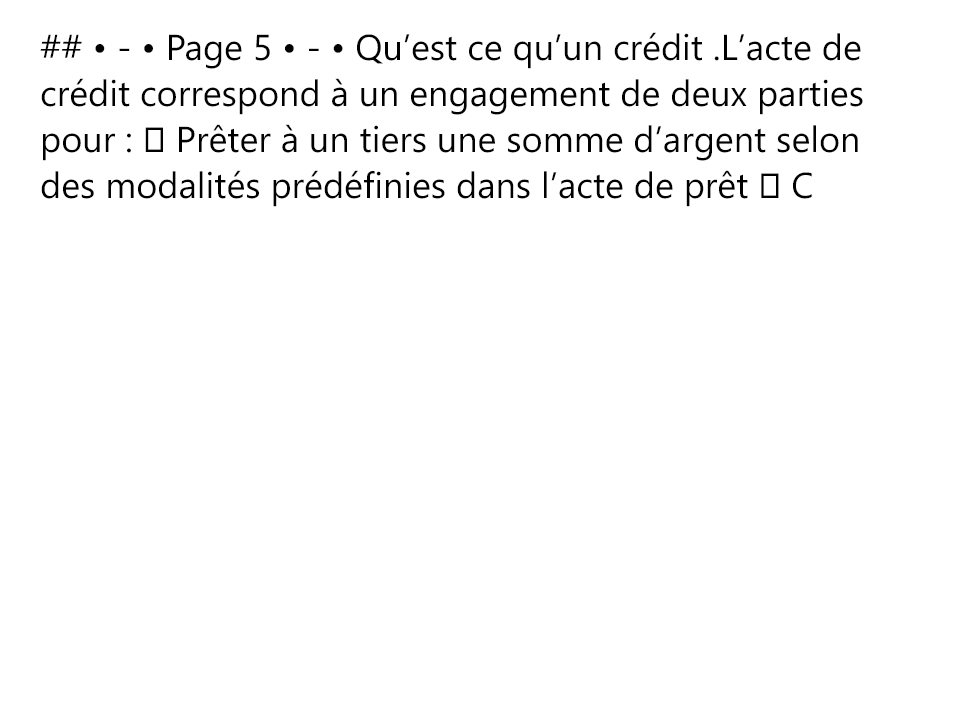 ## • - • Page 5 • - • Qu’est ce qu’un crédit .L’acte de
crédit correspond à un engagement de deux parties
pour :  Prêter à un tiers une somme d’argent selon
des modalités prédéfinies dans l’acte de prêt  C